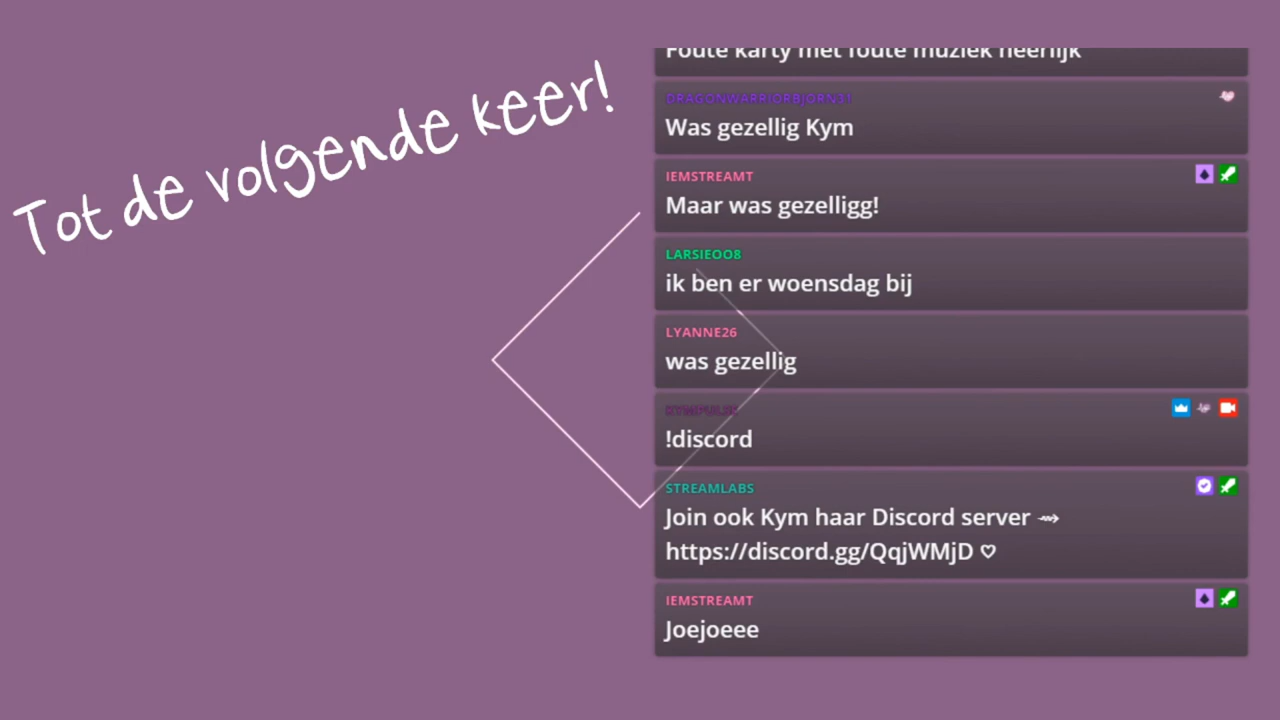 Tot de volgende keer!
Foute karty met foute muziek heerlijk
DRAGONWARRIORBJORN31
Was gezellig Kym
IEMSTREAMT
Maar was gezelligg!
LARSIEOO8
ik ben er woensdag bij
LYANNE26
was gezellig
!discord
STREAMLABS
Join ook Kym haar Discord server ⇝
https://discord.gg/QqjWMjD ♡
IEMSTREAMT
Joejoeee